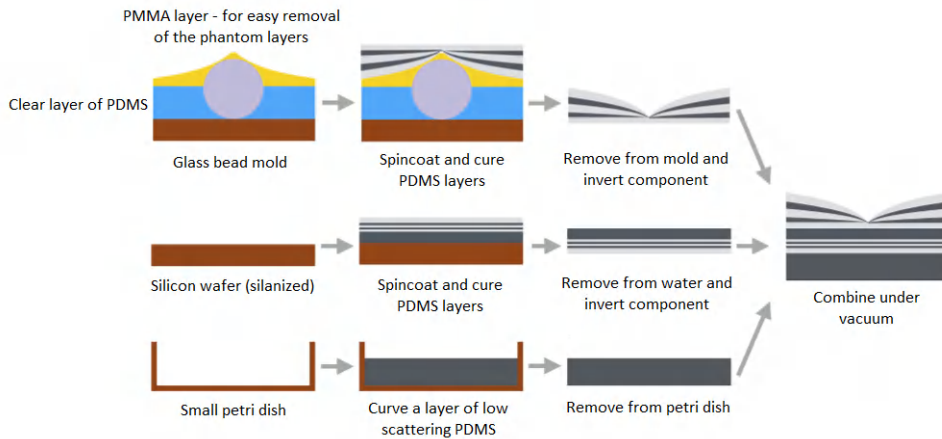 PMMA layer - for easy removal
of the phantom layers
Clear layer of PDMS
Glass bead mold
Spincoat and cure
PDMS layers
Remove from mold and
invert component
Silicon wafer (silanized)
Spincoat and cure
PDMS layers
Remove from water and
invert component
Combine under
vacuum
Small petri dish
Curve a layer of low
scattering PDMS
Remove from petri dish